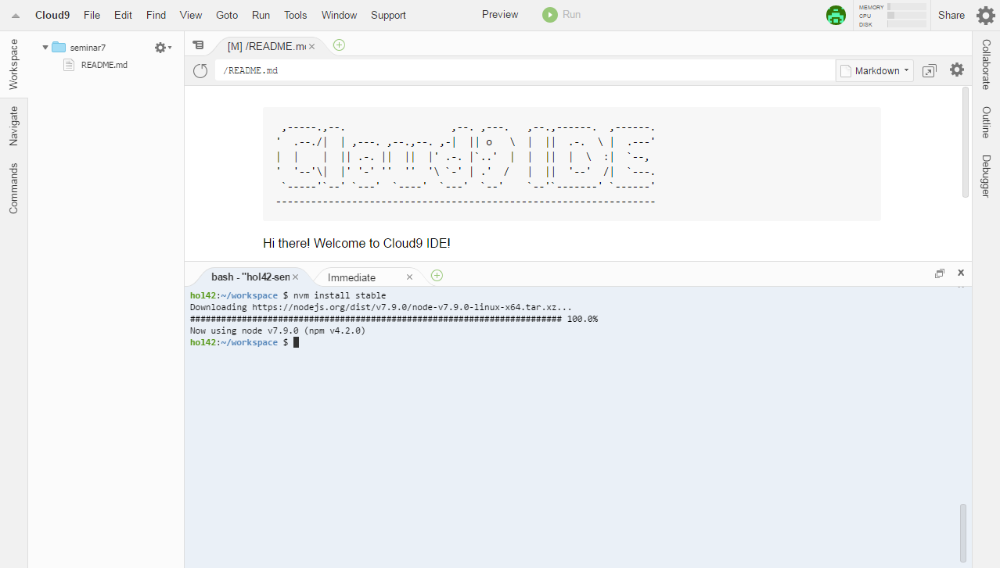 Cloud9 File Edit Find View Goto Run Tools Window Support Preview Run MEMORY CPU DISK Share
Workspace
Navigate
Commands
seminar7
README.md
[M] /README.m
/README.md Markdown
 ,-----.,--.                  ,--. ,---.   ,--.,------.  ,------.
'  .--./|  | ,---. ,--.,--. ,-|  || o   \  |  ||  .-.  \ |  .---'
|  |    |  || .-. ||  ||  |' .-. |`..'  |  |  ||  |  \  :|  `--,
'  '--'\|  |' '-' ''  ''  '\ `-' | .'  /   |  ||  '--'  /|  `---.
 `-----'`--' `---'  `----'  `---'  `--'    `--'`-------' `------'
-----------------------------------------------------------------
Hi there! Welcome to Cloud9 IDE!
bash - "hol42-sen Immediate
hol42:~/workspace $ nvm install stable
Downloading https://nodejs.org/dist/v7.9.0/node-v7.9.0-linux-x64.tar.xz...
######################################################################## 100.0%
Now using node v7.9.0 (npm v4.2.0)
hol42:~/workspace $
Collaborate
Outline
Debugger